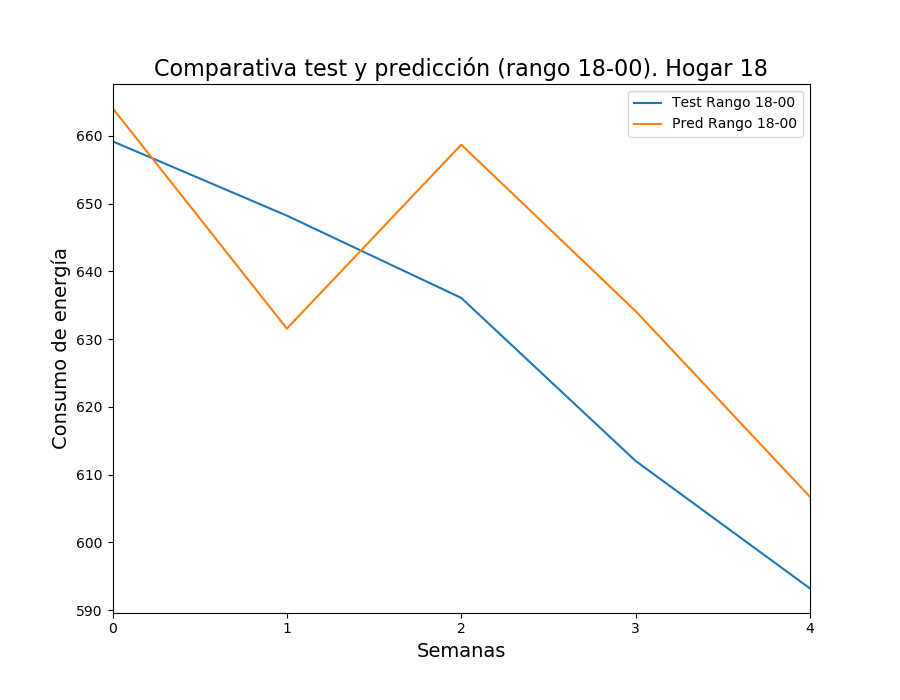 Comparativa test y predicción (rango 18-00). Hogar 18
Test Rango 18-00
Pred Rango 18-00
Consumo de energía
660
650
640
630
620
610
600
590
0 1 2 3 4
Semanas